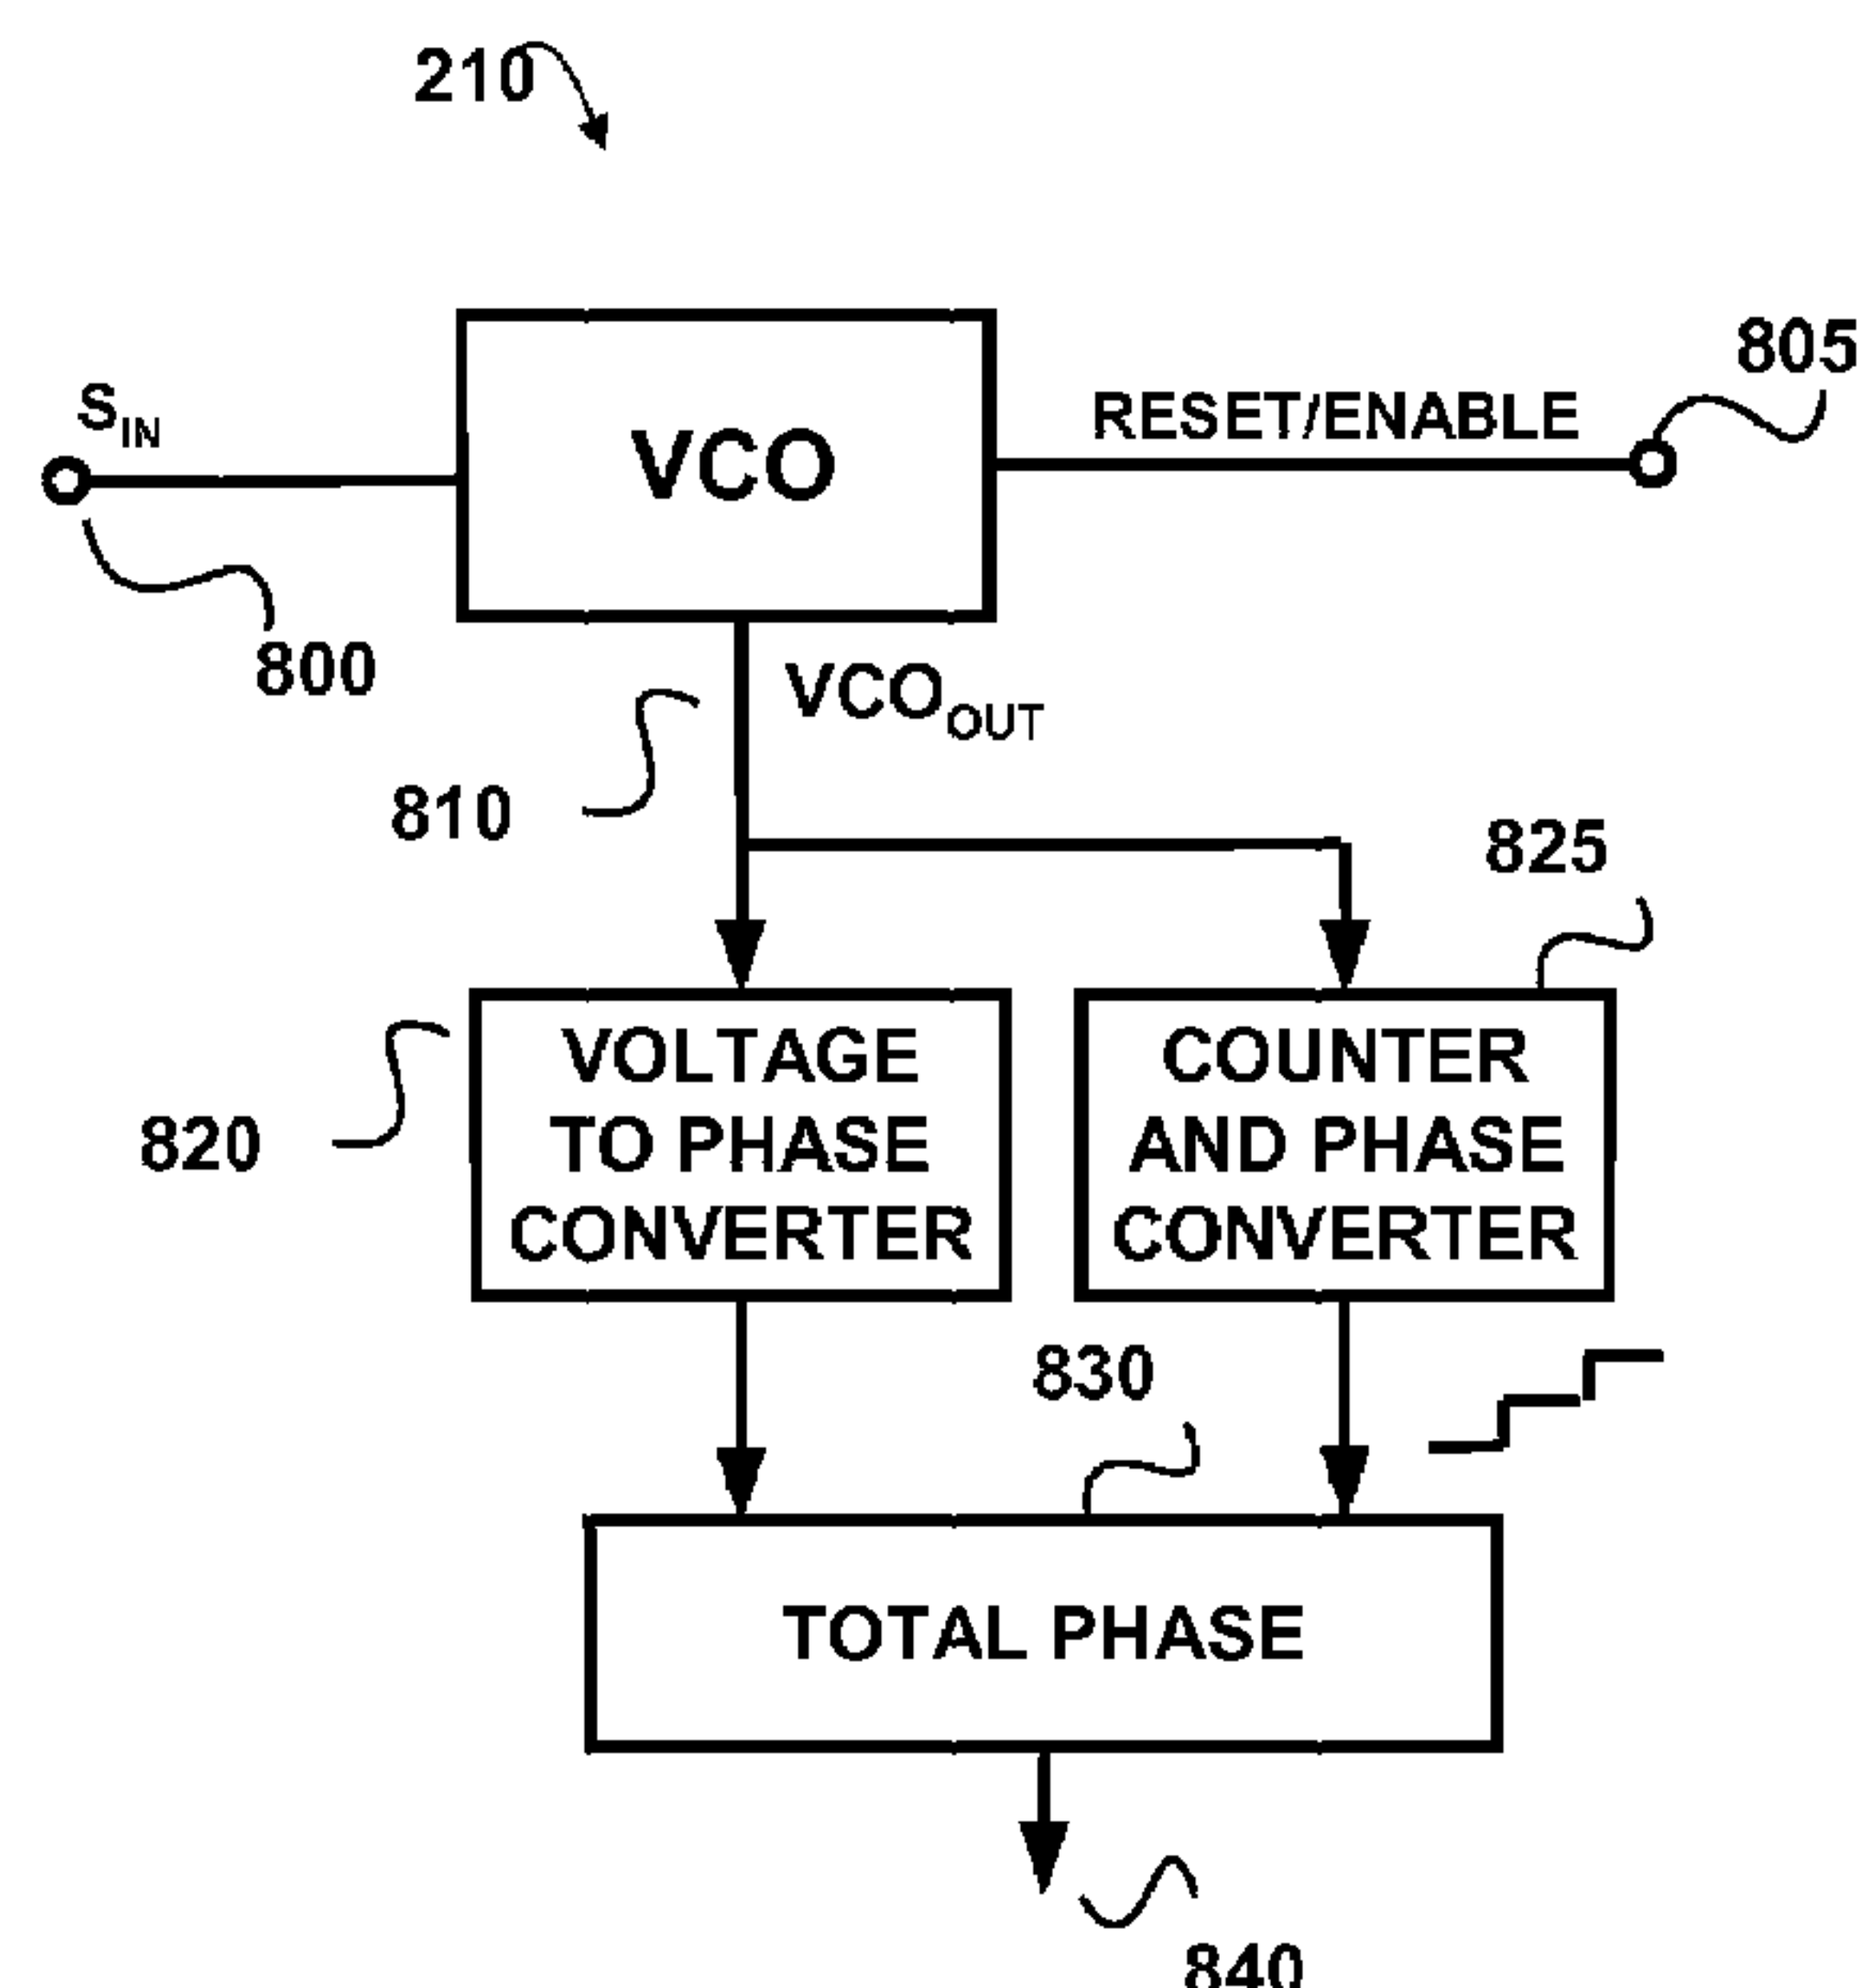 210
805
RESET/ENABLE
S_IN
VCO
800
VCO_OUT
810
825
VOLTAGE
TO PHASE
CONVERTER
COUNTER
AND PHASE
CONVERTER
820
830
TOTAL PHASE
840